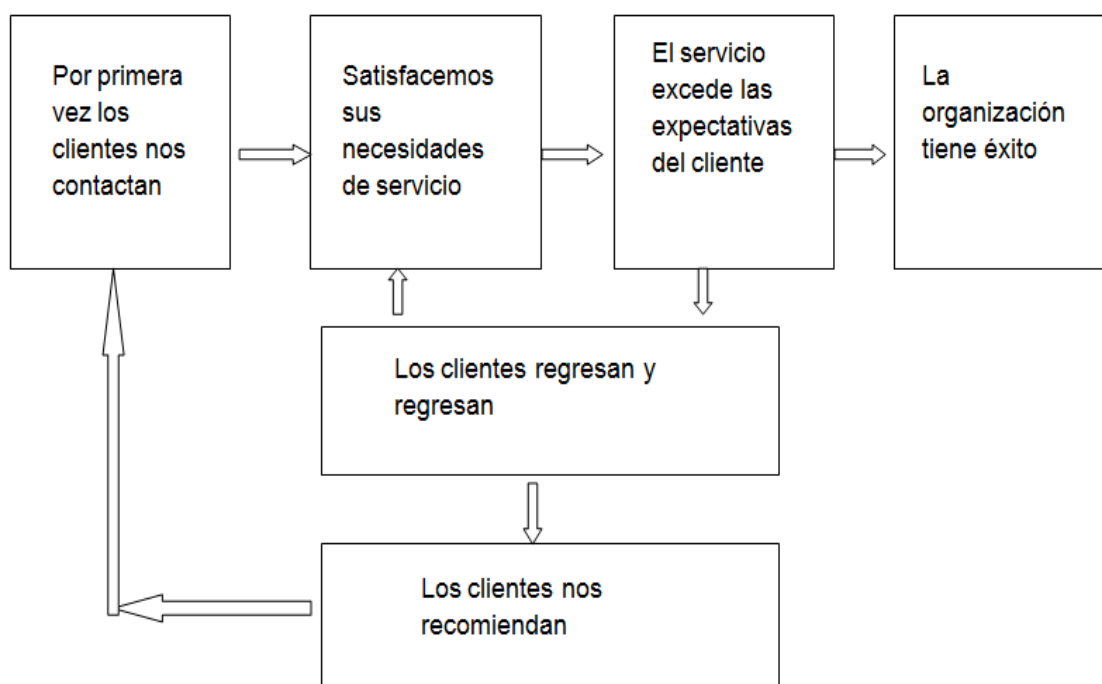 Por primera
vez los
clientes nos
contactan
Satisfacemos
sus
necesidades
de servicio
El servicio
excede las
expectativas
del cliente
La
organización
tiene éxito
Los clientes regresan y
regresan
Los clientes nos
recomiendan